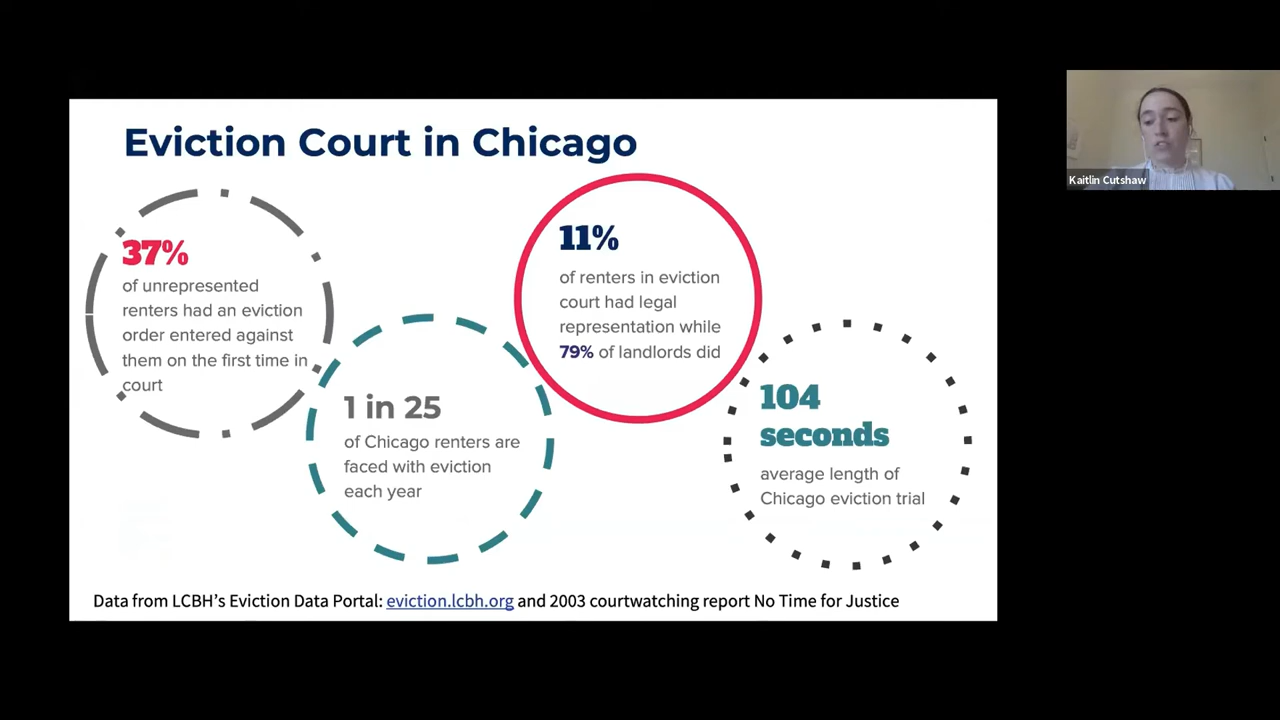 Eviction Court in Chicago
37%
of unrepresented
renters had an eviction
order entered against
them on the first time in
court
1 in 25
of Chicago renters are
faced with eviction
each year
11%
of renters in eviction
court had legal
representation while
79% of landlords did
104
seconds
average length of
Chicago eviction trial
Data from LCBH's Eviction Data Portal: eviction.lcbh.org and 2003 courtwatching report No Time for Justice
Kaitlin Cutshaw